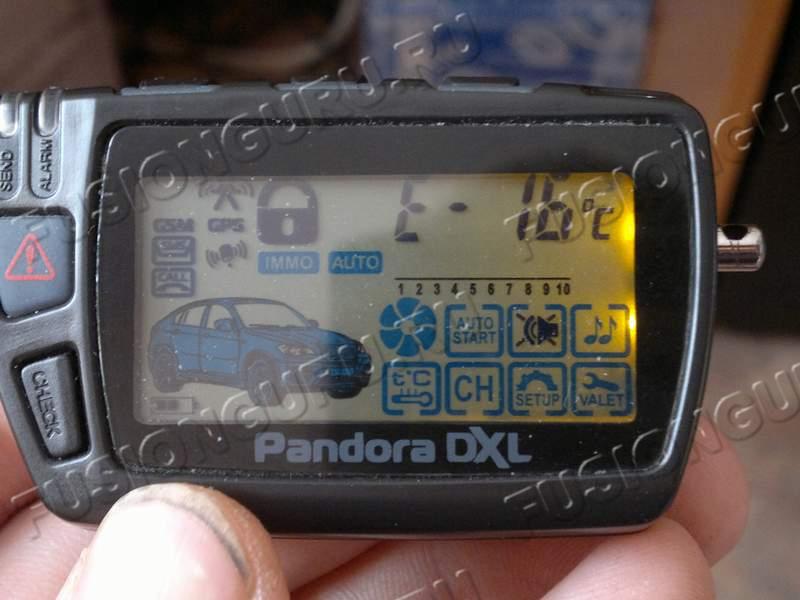 FUSIONGURU.RU
SEND
ALARM
GSM GPS
t - 16 °C
IMMO AUTO
1 2 3 4 5 6 7 8 9 10
AUTO START
t°C CH SETUP VALET
CHECK
Pandora DXL